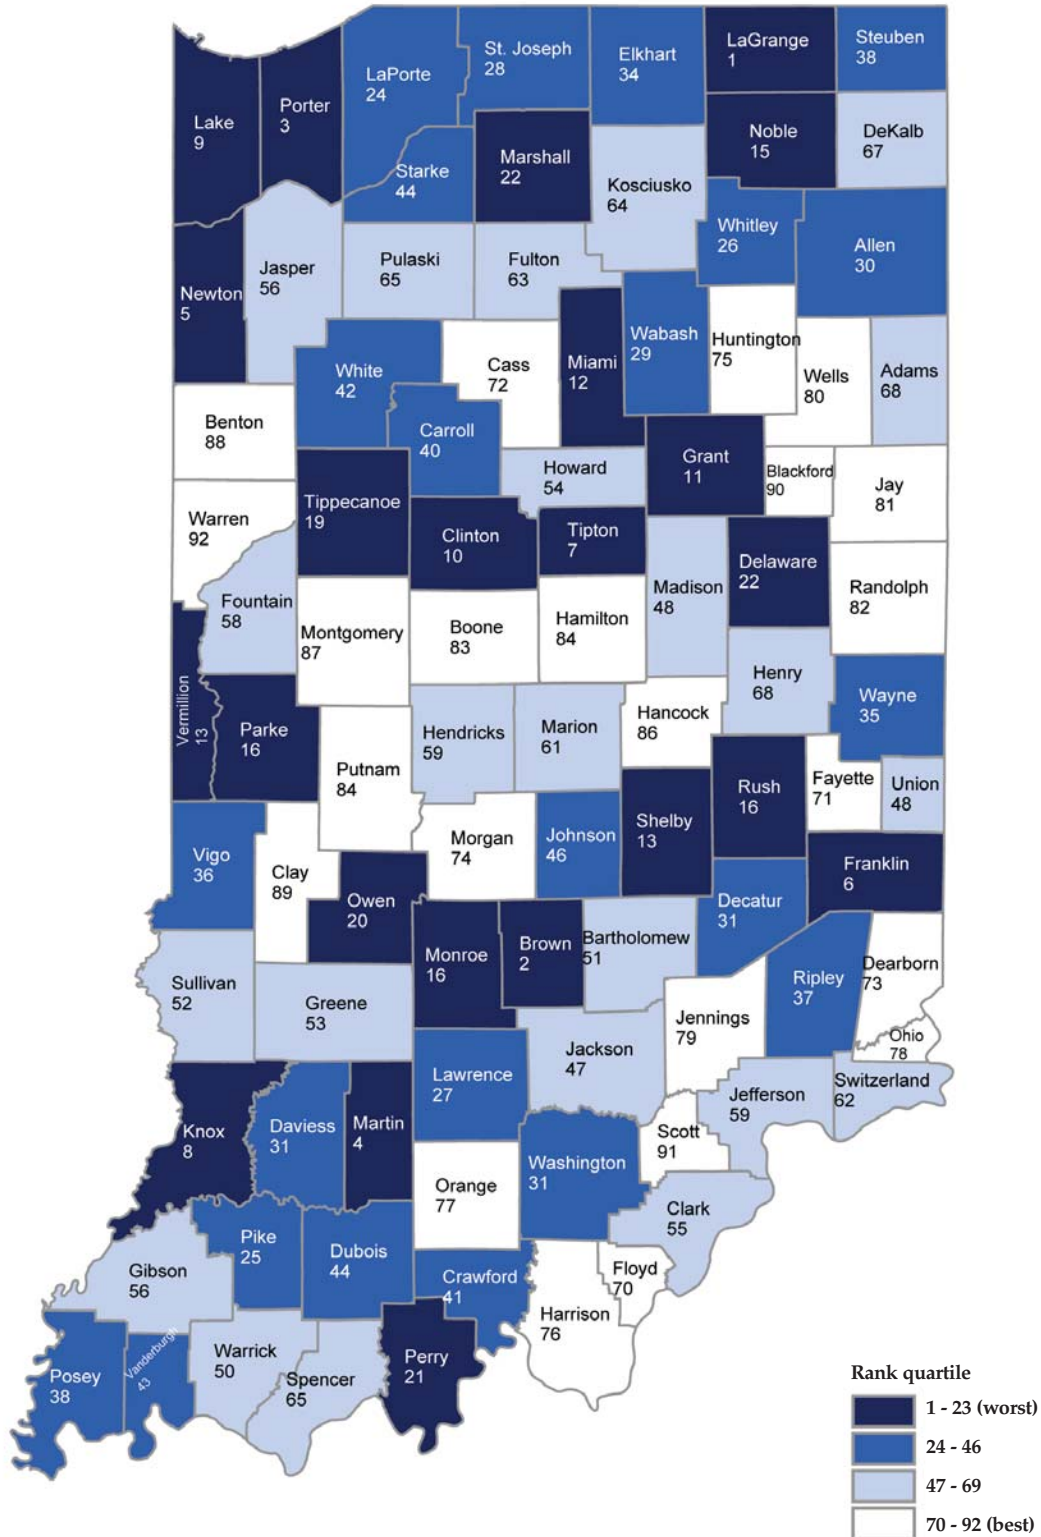 LaGrange
1
Steuben
38
St. Joseph
28
Elkhart
34
LaPorte
24
Porter
3
Lake
9
Noble
15
DeKalb
67
Marshall
22
Starke
44
Kosciusko
64
Whitley
26
Allen
30
Pulaski
65
Fulton
63
Jasper
56
Newton
5
Wabash
29
Huntington
75
Miami
12
Cass
72
White
42
Wells
80
Adams
68
Benton
88
Carroll
40
Grant
11
Howard
54
Blackford
90
Jay
81
Tippecanoe
19
Warren
92
Clinton
10
Tipton
7
Delaware
22
Madison
48
Randolph
82
Fountain
58
Montgomery
87
Boone
83
Hamilton
84
Henry
68
Wayne
35
Vermillion
13
Parke
16
Hendricks
59
Marion
61
Hancock
86
Putnam
84
Rush
16
Fayette
71
Union
48
Shelby
13
Morgan
74
Johnson
46
Vigo
36
Clay
89
Franklin
6
Owen
20
Decatur
31
Monroe
16
Brown
2
Bartholomew
51
Dearborn
73
Ripley
37
Sullivan
52
Greene
53
Jennings
79
Ohio
78
Jackson
47
Lawrence
27
Switzerland
62
Jefferson
59
Knox
8
Daviess
31
Martin
4
Scott
91
Washington
31
Orange
77
Clark
55
Pike
25
Dubois
44
Gibson
56
Crawford
41
Floyd
70
Harrison
76
Vanderburgh
43
Warrick
50
Perry
21
Posey
38
Spencer
65
Rank quartile
1 - 23 (worst)
24 - 46
47 - 69
70 - 92 (best)